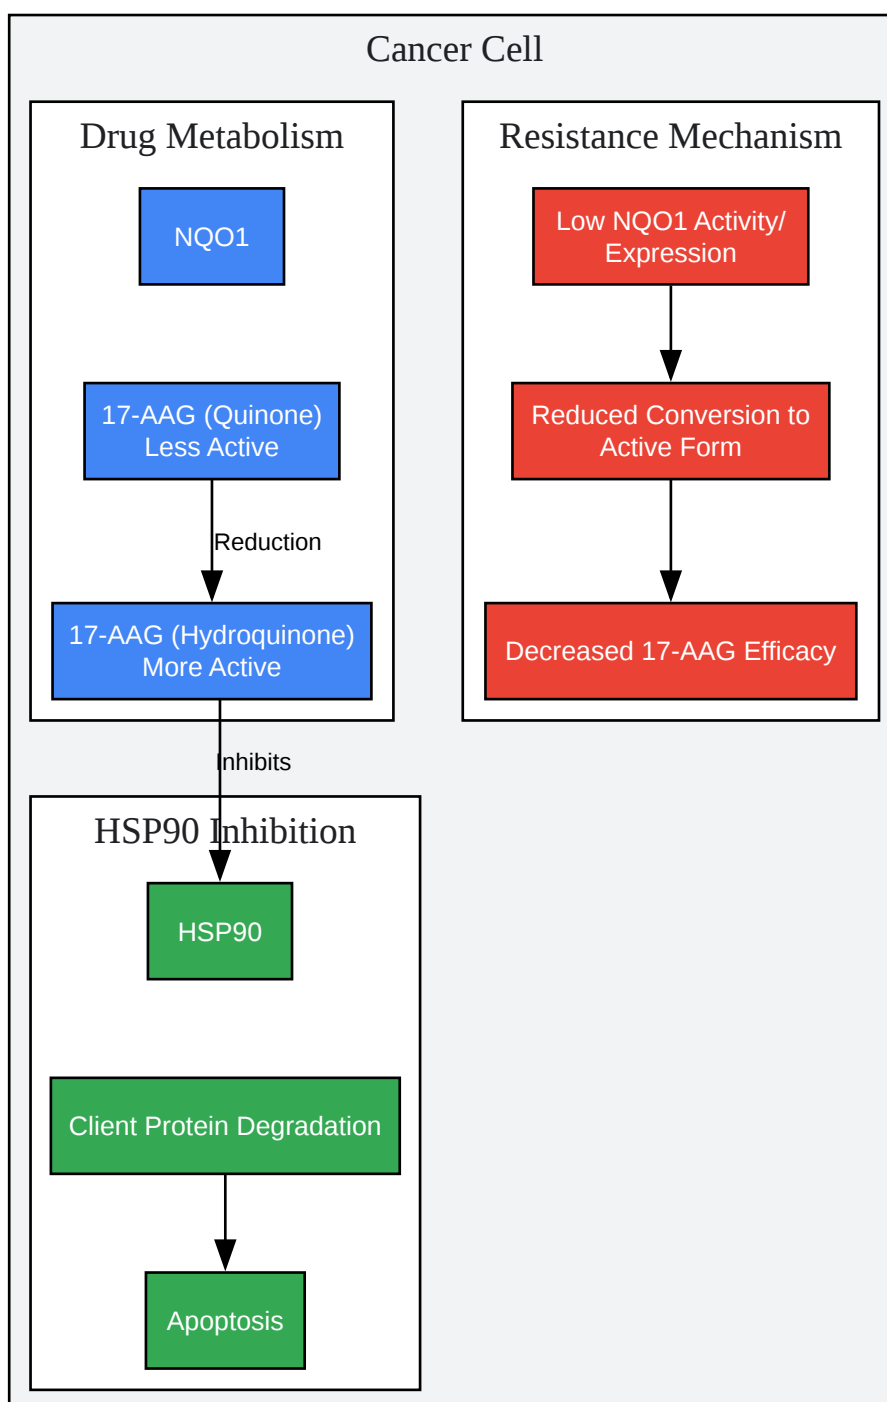 Cancer Cell
Drug Metabolism
NQO1
17-AAG (Quinone)
Less Active
Reduction
17-AAG (Hydroquinone)
More Active
Inhibits
HSP90 Inhibition
HSP90
Client Protein Degradation
Apoptosis
Resistance Mechanism
Low NQO1 Activity/
Expression
Reduced Conversion to
Active Form
Decreased 17-AAG Efficacy